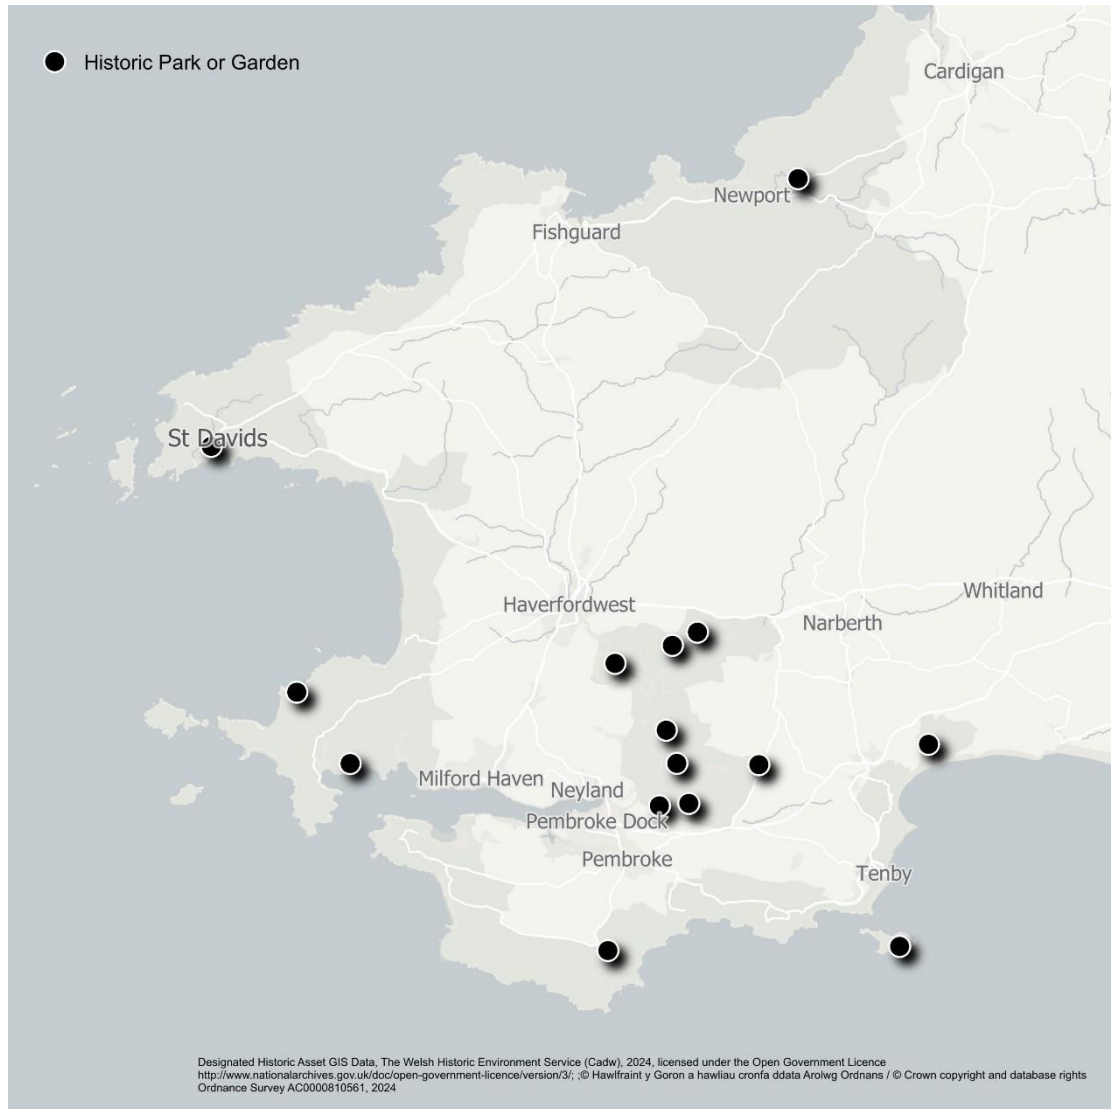 Historic Park or Garden
Cardigan
Newport
Fishguard
St Davids
Haverfordwest
Whitland
Narberth
Milford Haven
Neyland
Pembroke Dock
Pembroke
Tenby
Designated Historic Asset GIS Data, The Welsh Historic Environment Service (Cadw), 2024, licensed under the Open Government Licence
http://www.nationalarchives.gov.uk/doc/open-government-licence/version/3/; ;© Hawlfraint y Goron a hawliau cronfa ddata Arolwg Ordnans / © Crown copyright and database rights
Ordnance Survey AC0000810561, 2024